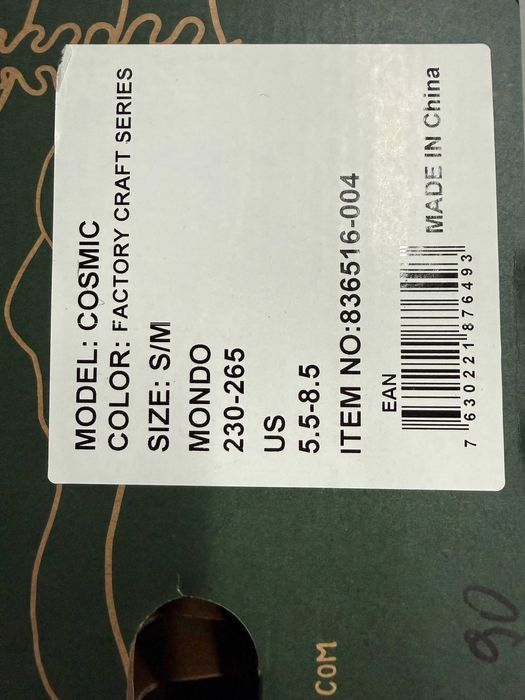 MODEL: COSMIC
COLOR: FACTORY CRAFT SERIES
SIZE: S/M
MONDO
230-265
US
5.5-8.5
ITEM NO:836516-004
EAN
7 630221 876493
MADE IN China
COM
90